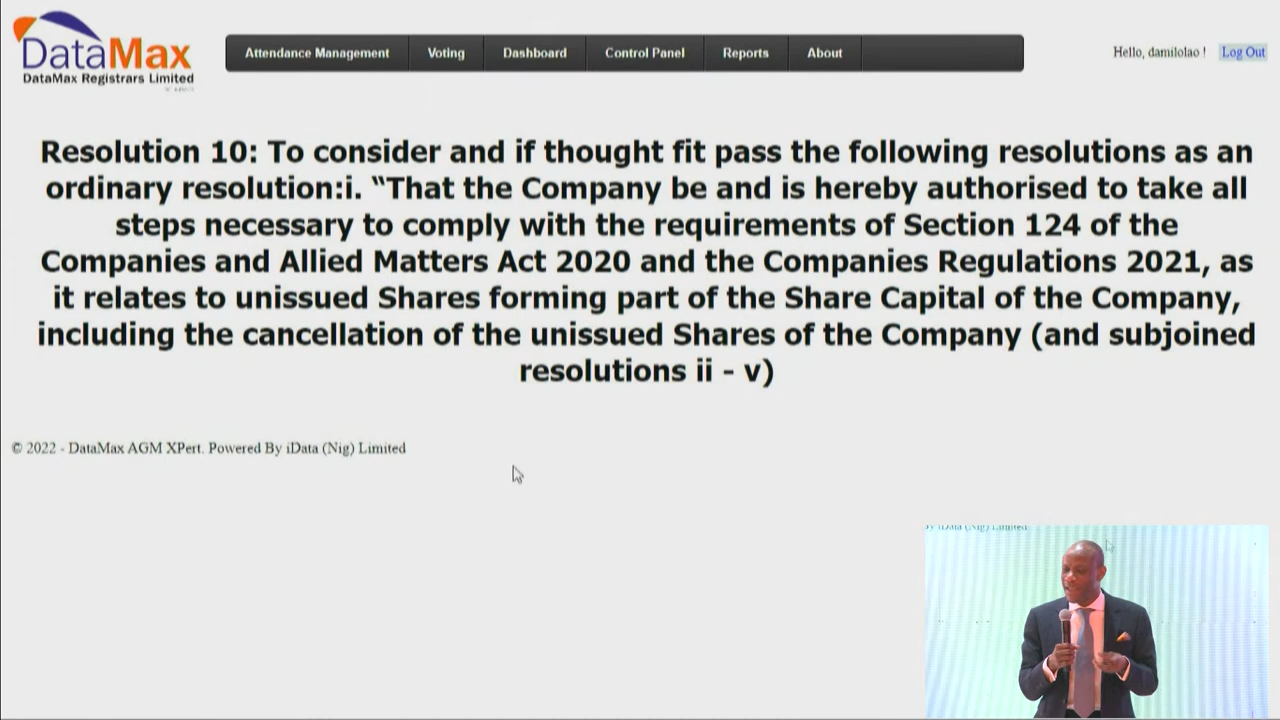 DataMax
DataMax Registrars Limited
Attendance Management Voting Dashboard Control Panel Reports About
Hello, damilolao ! Log Out
Resolution 10: To consider and if thought fit pass the following resolutions as an
ordinary resolution:i. “That the Company be and is hereby authorised to take all
steps necessary to comply with the requirements of Section 124 of the
Companies and Allied Matters Act 2020 and the Companies Regulations 2021, as
it relates to unissued Shares forming part of the Share Capital of the Company,
including the cancellation of the unissued Shares of the Company (and subjoined
resolutions ii - v)
© 2022 - DataMax AGM XPert. Powered By iData (Nig) Limited
By iData (Nig) Limited